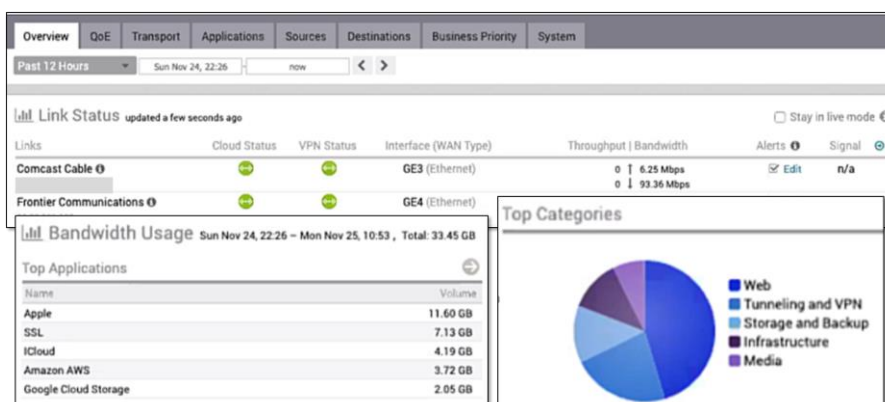 Overview QoE Transport Applications Sources Destinations Business Priority System
Past 12 Hours Sun Nov 24, 22:26 - now
Link Status updated a few seconds ago Stay in live mode
Links Cloud Status VPN Status Interface (WAN Type) Throughput | Bandwidth Alerts Signal
Comcast Cable GE3 (Ethernet) 0 ↑ 6.25 Mbps Edit n/a
0 ↓ 93.36 Mbps
Frontier Communications GE4 (Ethernet)
Bandwidth Usage Sun Nov 24, 22:26 – Mon Nov 25, 10:53 , Total: 33.45 GB
Top Applications
Name Volume
Apple 11.60 GB
SSL 7.13 GB
ICloud 4.19 GB
Amazon AWS 3.72 GB
Google Cloud Storage 2.05 GB
Top Categories
Web
Tunneling and VPN
Storage and Backup
Infrastructure
Media